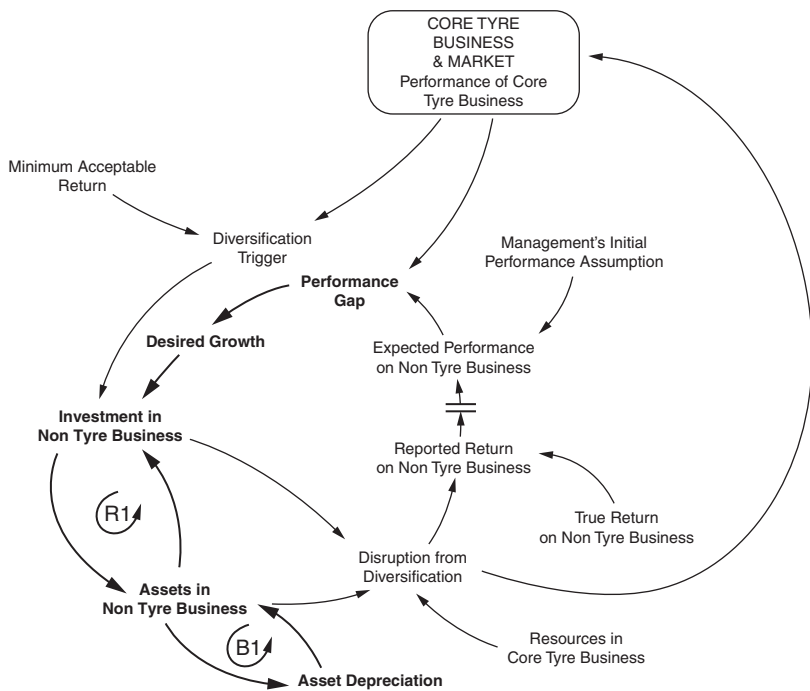 CORE TYRE
BUSINESS
& MARKET
Performance of Core
Tyre Business
Minimum Acceptable
Return
Diversification
Trigger
Management's Initial
Performance Assumption
Performance
Gap
Desired Growth
Expected Performance
on Non Tyre Business
Investment in
Non Tyre Business
Reported Return
on Non Tyre Business
R1
True Return
on Non Tyre Business
Disruption from
Diversification
Assets in
Non Tyre Business
B1
Resources in
Core Tyre Business
Asset Depreciation